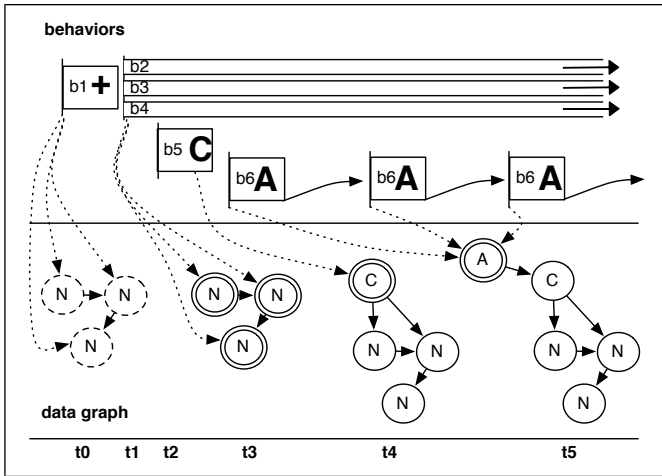 behaviors
b1 +
b2
b3
b4
b5 C
b6 A b6 A b6 A
A
N N N N C C
N N N N N N
N N
data graph
t0 t1 t2 t3 t4 t5